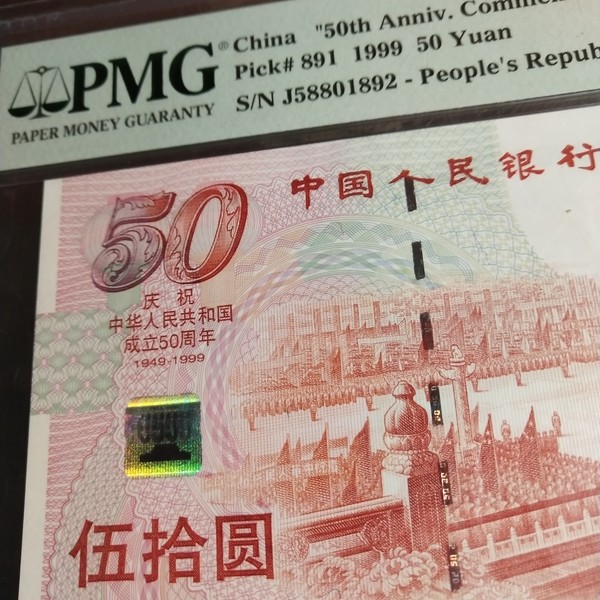 PMG®
PAPER MONEY GUARANTY
China "50th Anniv.
Pick# 891 1999 50 Yuan
S/N J58801892 - People's
50
中国人民银行
庆 祝
中华人民共和国
成立50周年
1949-1999
伍拾圆